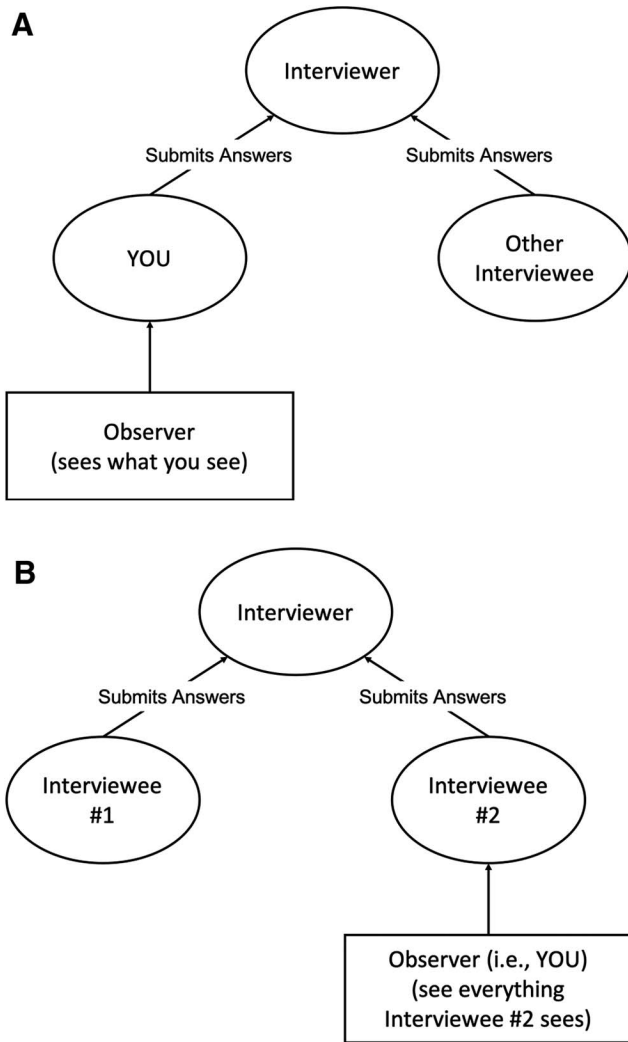 A
Interviewer
Submits Answers
Submits Answers
YOU
Other
Interviewee
Observer
(sees what you see)
B
Interviewer
Submits Answers
Submits Answers
Interviewee
#1
Interviewee
#2
Observer (i.e., YOU)
(see everything
Interviewee #2 sees)